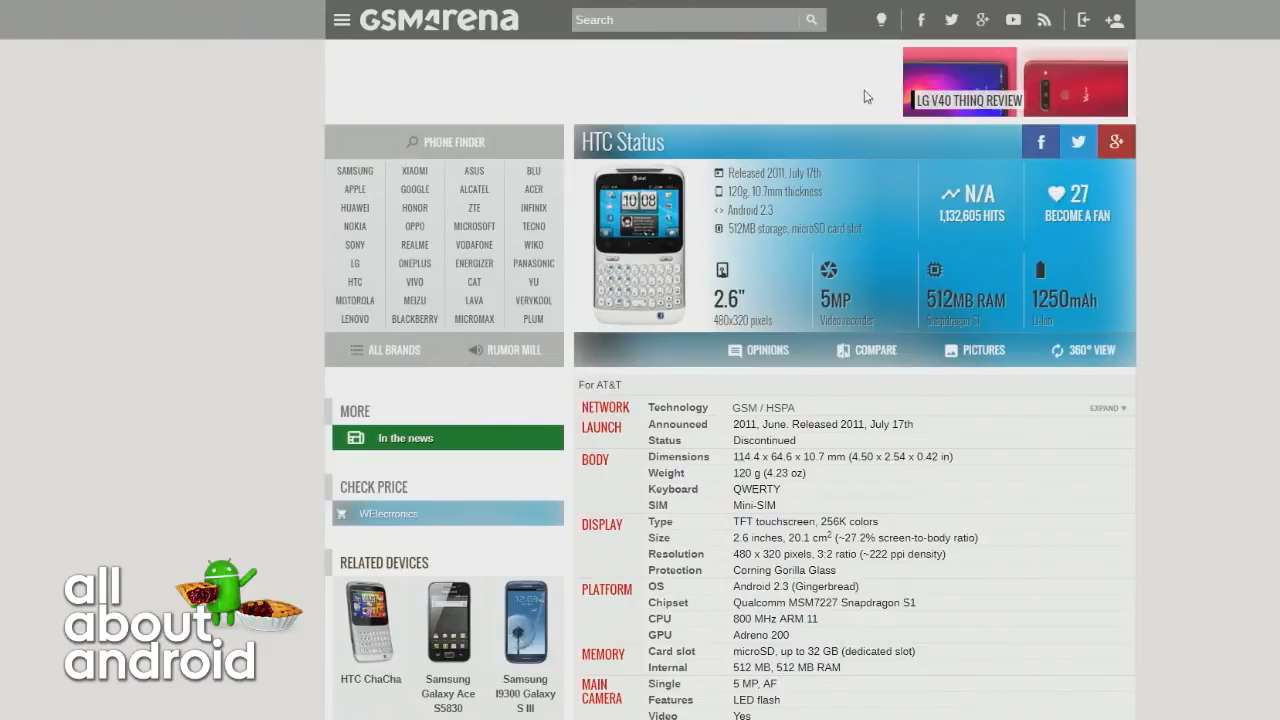 GSMArena
Search
LG V40 THINQ REVIEW
PHONE FINDER
SAMSUNG XIAOMI ASUS BLU
APPLE GOOGLE ALCATEL ACER
HUAWEI HONOR ZTE INFINIX
NOKIA OPPO MICROSOFT TECNO
SONY REALME VODAFONE WIKO
LG ONEPLUS ENERGIZER PANASONIC
HTC VIVO CAT YU
MOTOROLA MEIZU LAVA VERYKOOL
LENOVO BLACKBERRY MICROMAX PLUM
ALL BRANDS RUMOR MILL
HTC Status
at&t
10:08
Released 2011, July 17th
120g, 10.7mm thickness
Android 2.3
512MB storage, microSD card slot
N/A
1,132,605 HITS
27
BECOME A FAN
2.6"
480x320 pixels
5MP
Video recorder
512MB RAM
Snapdragon S1
1250mAh
Li-Ion
OPINIONS COMPARE PICTURES 360° VIEW
For AT&T
NETWORK Technology GSM / HSPA EXPAND ▼
LAUNCH Announced 2011, June. Released 2011, July 17th
Status Discontinued
BODY Dimensions 114.4 x 64.6 x 10.7 mm (4.50 x 2.54 x 0.42 in)
Weight 120 g (4.23 oz)
Keyboard QWERTY
SIM Mini-SIM
DISPLAY Type TFT touchscreen, 256K colors
Size 2.6 inches, 20.1 cm2 (~27.2% screen-to-body ratio)
Resolution 480 x 320 pixels, 3:2 ratio (~222 ppi density)
Protection Corning Gorilla Glass
PLATFORM OS Android 2.3 (Gingerbread)
Chipset Qualcomm MSM7227 Snapdragon S1
CPU 800 MHz ARM 11
GPU Adreno 200
MEMORY Card slot microSD, up to 32 GB (dedicated slot)
Internal 512 MB, 512 MB RAM
MAIN CAMERA Single 5 MP, AF
Features LED flash
Video Yes
MORE
In the news
CHECK PRICE
WElectronics
RELATED DEVICES
HTC ChaCha
Samsung Galaxy Ace S5830
Samsung I9300 Galaxy S III
all
about
android